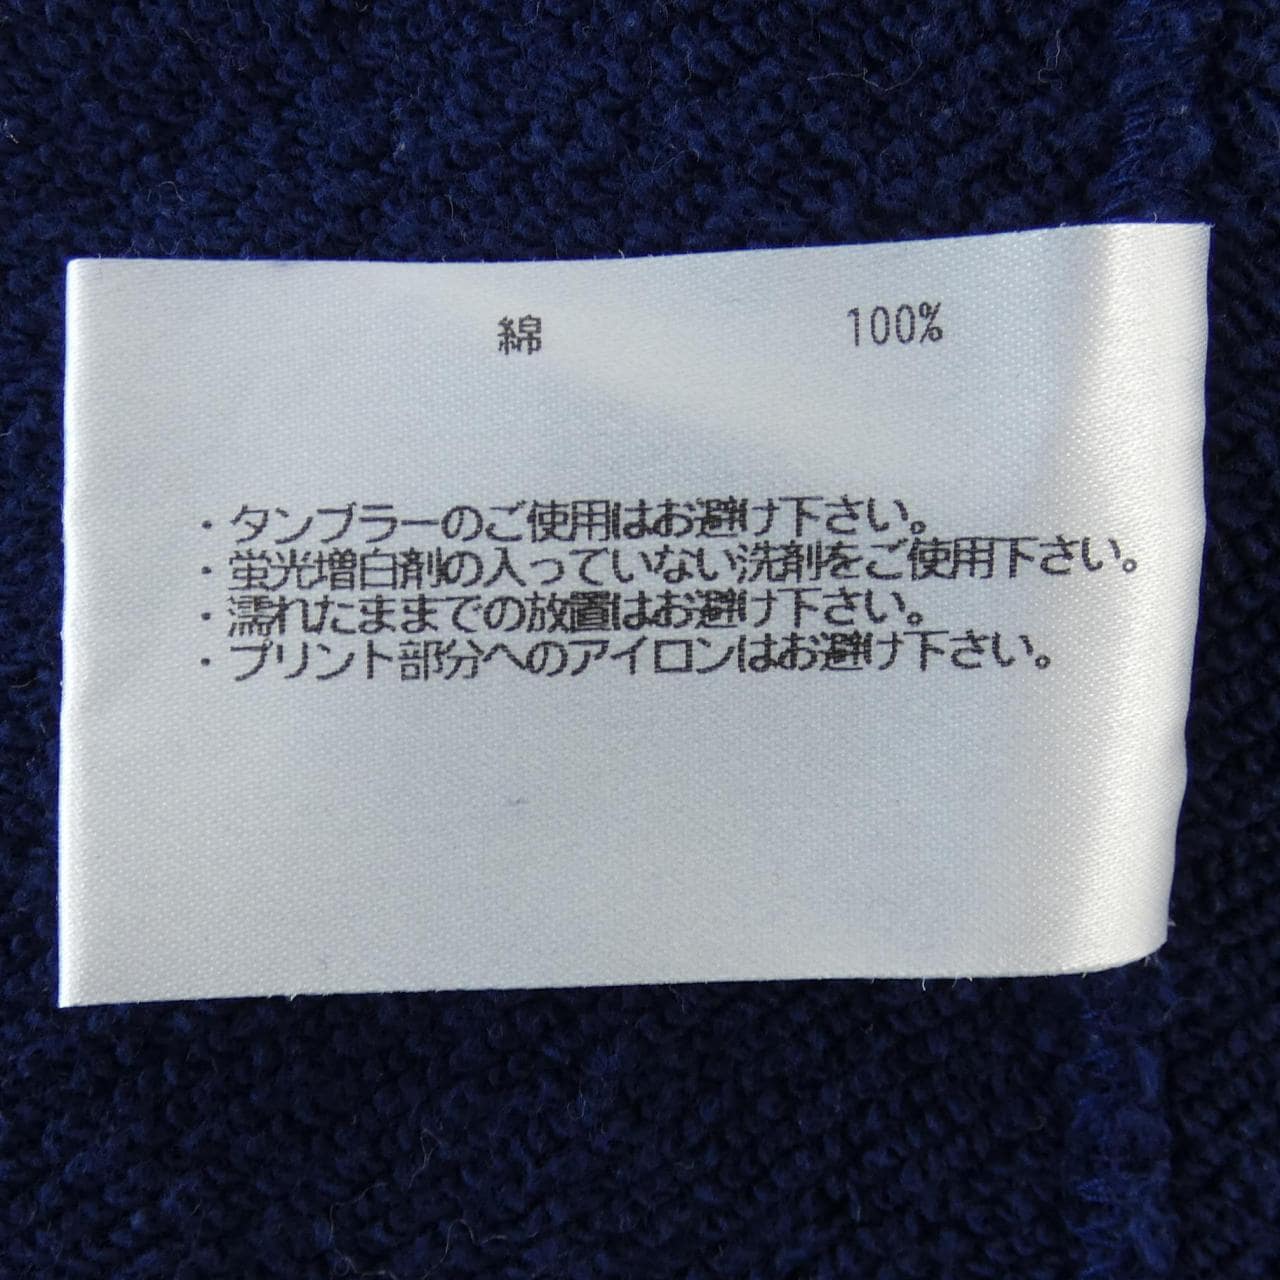 綿 100%
・タンブラーのご使用はお避け下さい。
・蛍光増白剤の入っていない洗剤をご使用下さい。
・濡れたままでの放置はお避け下さい。
・プリント部分へのアイロンはお避け下さい。